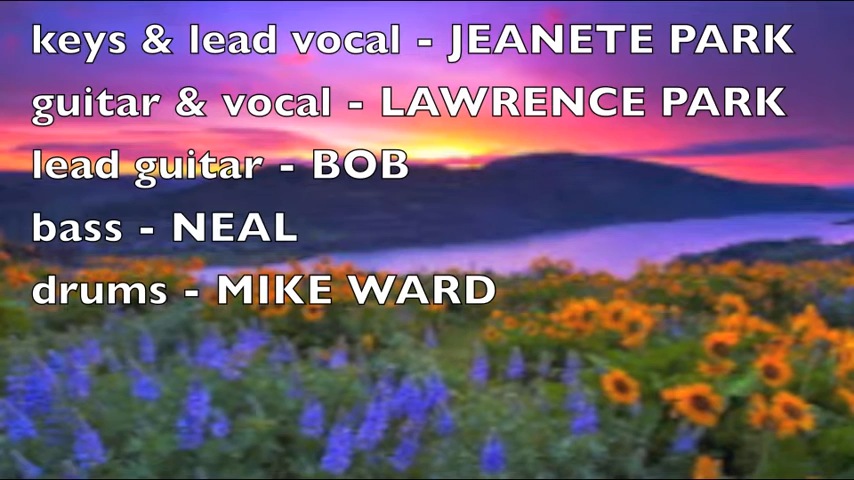 keys & lead vocal - JEANETE PARK
guitar & vocal - LAWRENCE PARK
lead guitar - BOB
bass - NEAL
drums - MIKE WARD